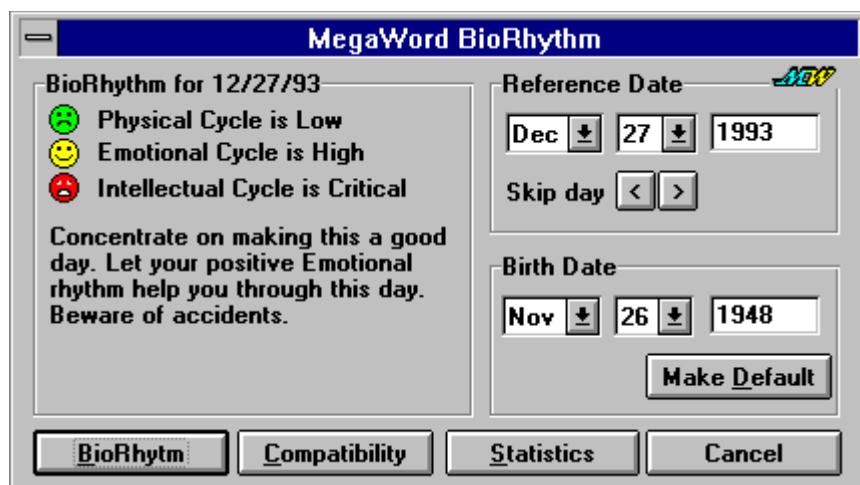 MegaWord BioRhythm
BioRhythm for 12/27/93
Physical Cycle is Low
Emotional Cycle is High
Intellectual Cycle is Critical
Concentrate on making this a good
day. Let your positive Emotional
rhythm help you through this day.
Beware of accidents.
Reference Date
NEW
Dec 27 1993
Skip day < >
Birth Date
Nov 26 1948
Make Default
BioRhytm Compatibility Statistics Cancel